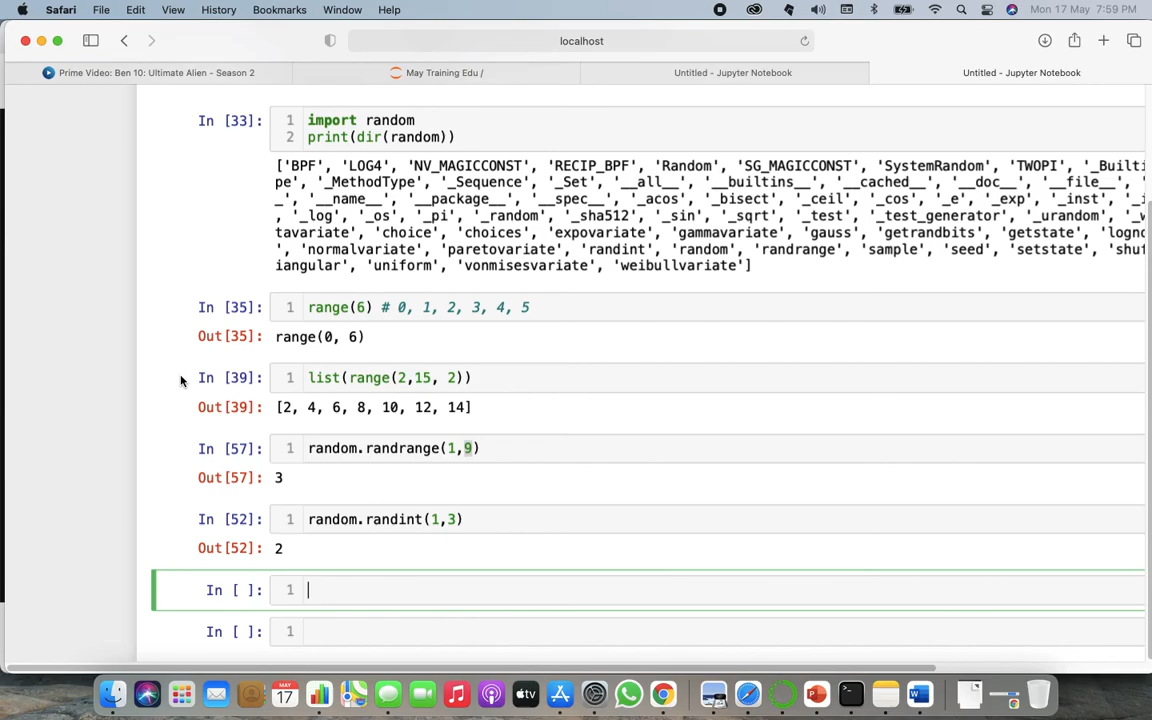 Safari File Edit View History Bookmarks Window Help Mon 17 May 7:59 PM
localhost
Prime Video: Ben 10: Ultimate Alien - Season 2 May Training Edu / Untitled - Jupyter Notebook Untitled - Jupyter Notebook
In [33]: 1 import random
2 print(dir(random))
['BPF', 'LOG4', 'NV_MAGICCONST', 'RECIP_BPF', 'Random', 'SG_MAGICCONST', 'SystemRandom', 'TWOPI', '_Builti
pe', '_MethodType', '_Sequence', '_Set', '__all__', '__builtins__', '__cached__', '__doc__', '__file__', '
_', '__name__', '__package__', '__spec__', '_acos', '_bisect', '_ceil', '_cos', '_e', '_exp', '_inst', '_i
, '_log', '_os', '_pi', '_random', '_sha512', '_sin', '_sqrt', '_test', '_test_generator', '_urandom', '_w
tavariate', 'choice', 'choices', 'expovariate', 'gammavariate', 'gauss', 'getrandbits', 'getstate', 'logno
', 'normalvariate', 'paretovariate', 'randint', 'random', 'randrange', 'sample', 'seed', 'setstate', 'shuf
iangular', 'uniform', 'vonmisesvariate', 'weibullvariate']
In [35]: 1 range(6) # 0, 1, 2, 3, 4, 5
Out[35]: range(0, 6)
In [39]: 1 list(range(2,15, 2))
Out[39]: [2, 4, 6, 8, 10, 12, 14]
In [57]: 1 random.randrange(1,9)
Out[57]: 3
In [52]: 1 random.randint(1,3)
Out[52]: 2
In [ ]: 1
In [ ]: 1
MAY
17
tv